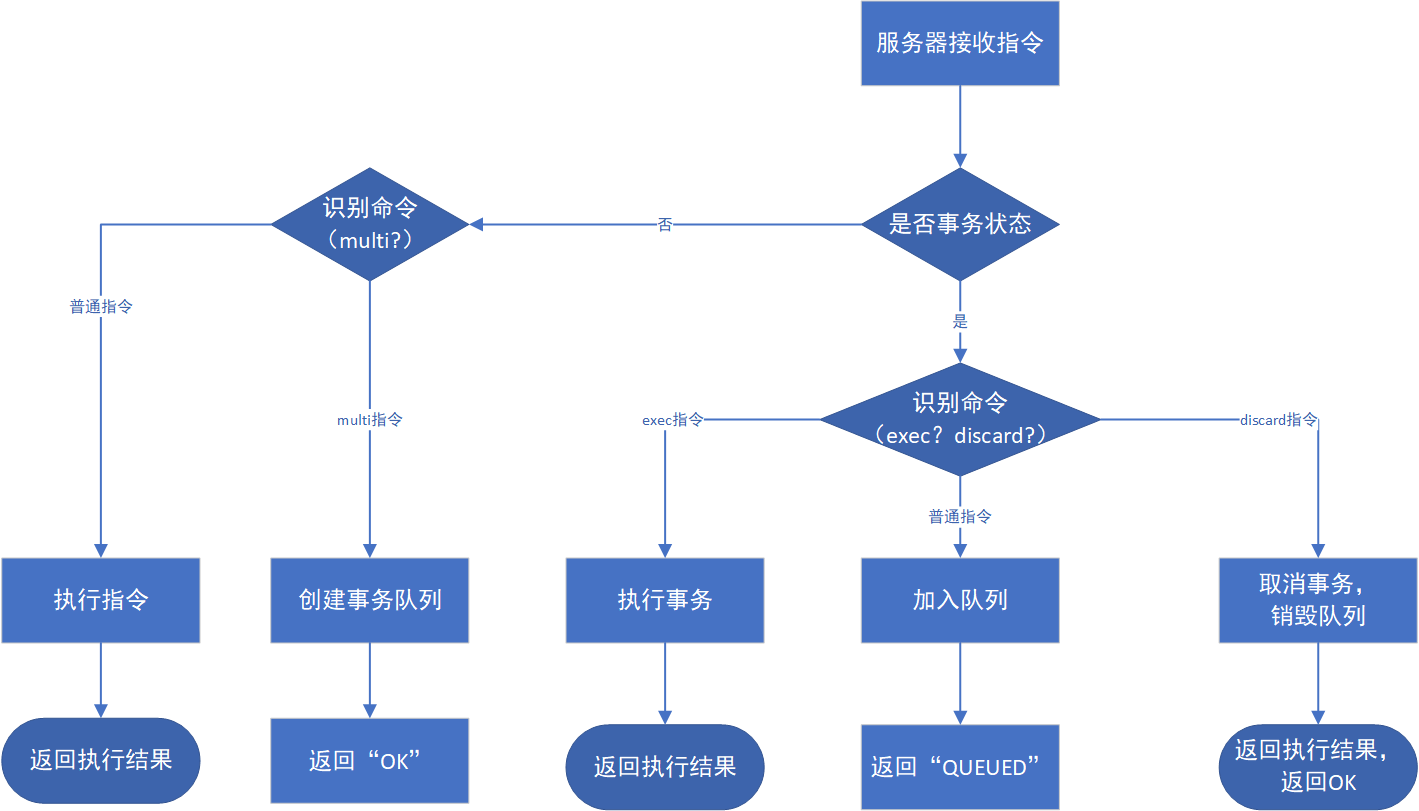 服务器接收指令
识别命令
（multi?）
否
是否事务状态
普通指令
是
multi指令
exec指令
识别命令
（exec？discard?）
discard指令
普通指令
执行指令
创建事务队列
执行事务
加入队列
取消事务，
销毁队列
返回执行结果
返回“OK”
返回执行结果
返回“QUEUED”
返回执行结果，
返回OK